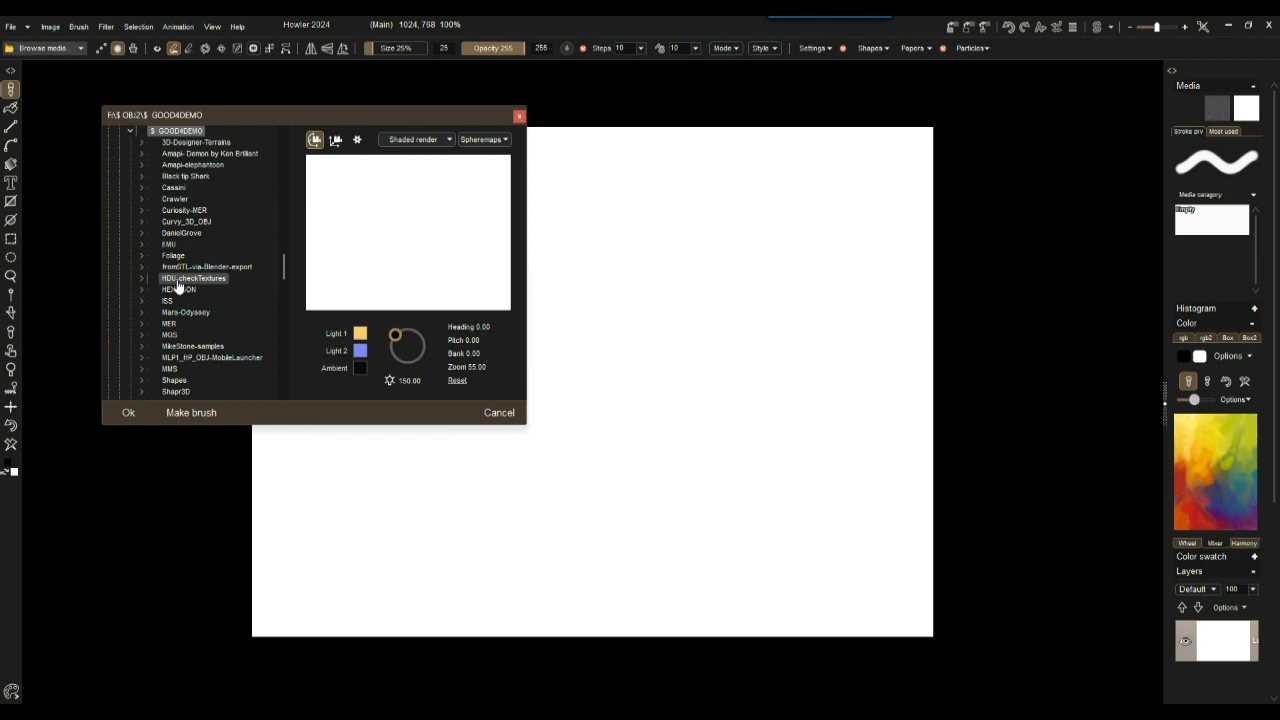 File Image Brush Filter Selection Animation View Help Howler 2024 (Main) 1024,768 100%
Browse media... Size 25% 25 Opacity 255 255 Steps 10 10 Mode Style Settings Shapes Papers Particles
F:\$ OBJ2\$ GOOD4DEMO
$ GOOD4DEMO
3D-Designer-Terrains
Amapi- Demon by Ken Brilliant
Amapi-elephantoon
Black tip Shark
Cassini
Crawler
Curiosity-MER
Curvy_3D_OBJ
DanielGrove
EMU
Foliage
fromSTL-via-Blender-export
HDU-checkTextures
ISS
Mars-Odyssey
MER
MGS
MikeStone-samples
MLP1_HP_OBJ-MobileLauncher
MMS
Shapes
Shapr3D
Shaded render Spheremaps
Light 1
Light 2
Ambient
150.00
Heading 0.00
Pitch 0.00
Bank 0.00
Zoom 55.00
Reset
Ok Make brush Cancel
Media
Stroke prv Most used
Media catagory
Empty
Histogram
Color
rgb rgb2 Box Box2
Options
Options
Wheel Mixer Harmony
Color swatch
Layers
Default 100
Options